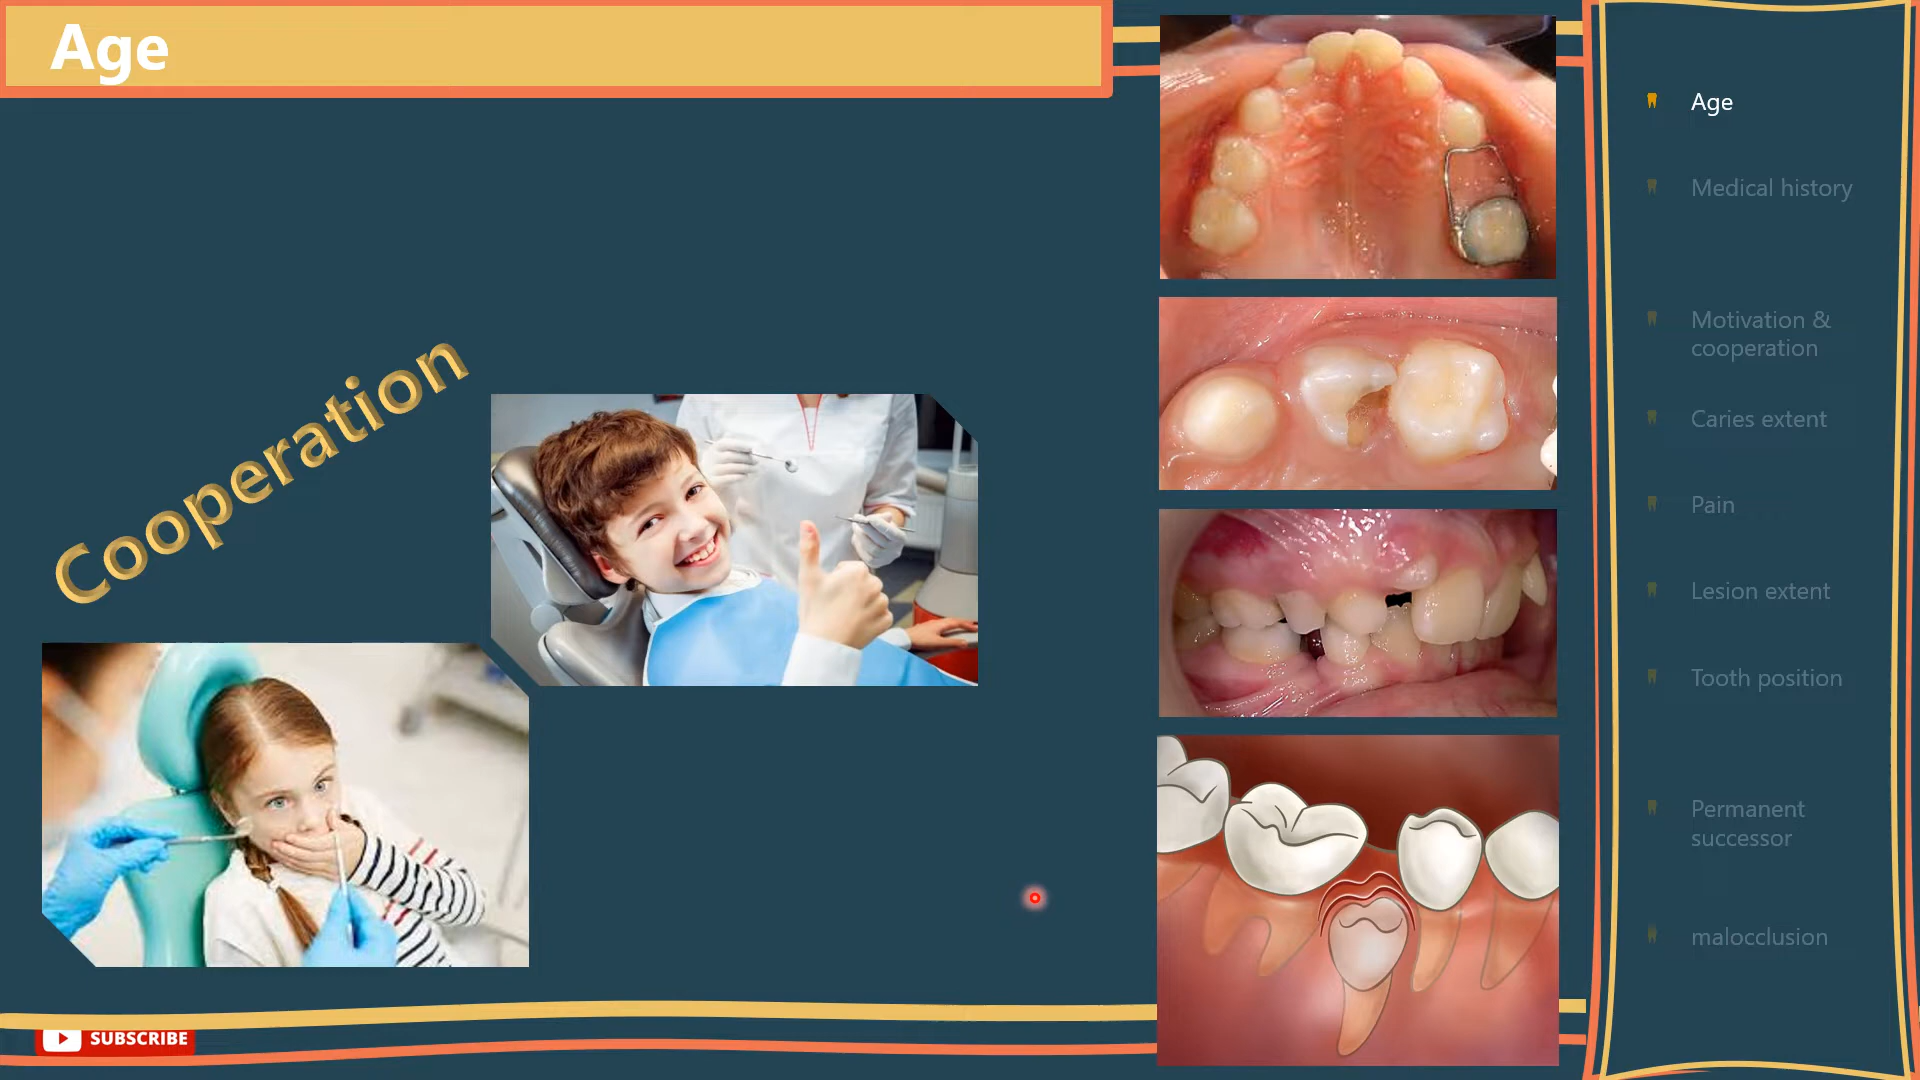 Age
Cooperation
SUBSCRIBE
Age
Medical history
Motivation &
cooperation
Caries extent
Pain
Lesion extent
Tooth position
Permanent
successor
malocclusion